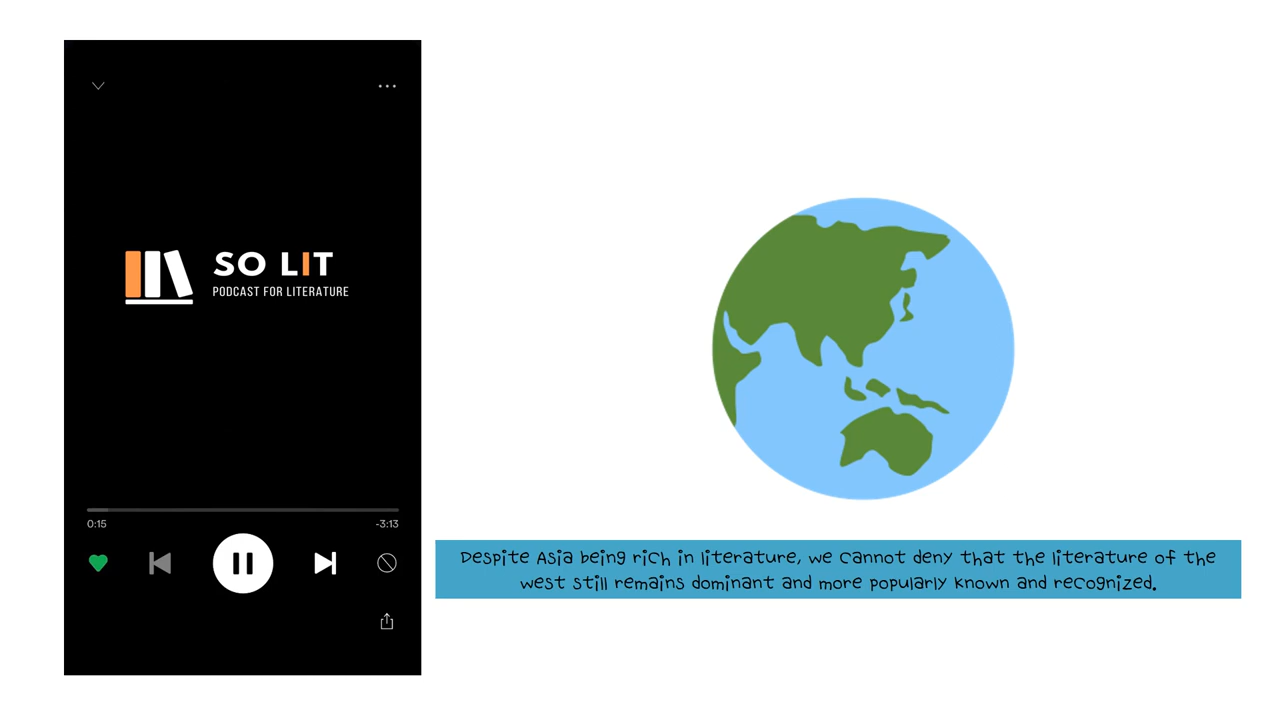 SO LIT
PODCAST FOR LITERATURE
0:15
-3:13
Despite Asia being rich in literature, we cannot deny that the literature of the
west still remains dominant and more popularly known and recognized.